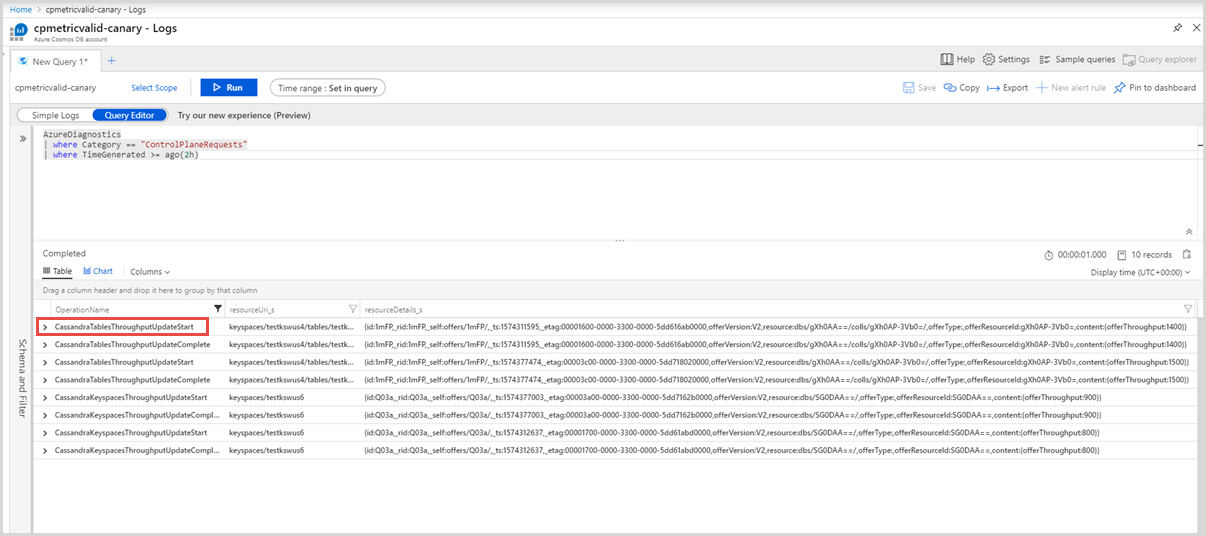 Home > cpmetricvalid-canary - Logs
cpmetricvalid-canary - Logs
Azure Cosmos DB account
New Query 1*
Help Settings Sample queries Query explorer
cpmetricvalid-canary Select Scope Run Time range : Set in query Save Copy Export New alert rule Pin to dashboard
Simple Logs Query Editor Try our new experience (Preview)
AzureDiagnostics
| where Category == "ControlPlaneRequests"
| where TimeGenerated >= ago(2h)
Schema and Filter
Completed 00:00:01.000 10 records
Table Chart Columns Display time (UTC+00:00)
Drag a column header and drop it here to group by that column
OperationName resourceUri_s resourceDetails_s
CassandraTablesThroughputUpdateStart keyspaces/testkswus4/tables/testk... {id:1mFP,_rid:1mFP,_self:offers/1mFP/,_ts:1574311595,_etag:00001600-0000-3300-0000-5dd616ab0000,offerVersion:V2,resource:dbs/gXh0AA==/colls/gXh0AP-3Vb0=/,offerType:,offerResourceId:gXh0AP-3Vb0=,content:{offerThroughput:1400}}
CassandraTablesThroughputUpdateComplete keyspaces/testkswus4/tables/testk... {id:1mFP,_rid:1mFP,_self:offers/1mFP/,_ts:1574311595,_etag:00001600-0000-3300-0000-5dd616ab0000,offerVersion:V2,resource:dbs/gXh0AA==/colls/gXh0AP-3Vb0=/,offerType:,offerResourceId:gXh0AP-3Vb0=,content:{offerThroughput:1400}}
CassandraTablesThroughputUpdateStart keyspaces/testkswus4/tables/testk... {id:1mFP,_rid:1mFP,_self:offers/1mFP/,_ts:1574377474,_etag:00003c00-0000-3300-0000-5dd718020000,offerVersion:V2,resource:dbs/gXh0AA==/colls/gXh0AP-3Vb0=/,offerType:,offerResourceId:gXh0AP-3Vb0=,content:{offerThroughput:1500}}
CassandraTablesThroughputUpdateComplete keyspaces/testkswus4/tables/testk... {id:1mFP,_rid:1mFP,_self:offers/1mFP/,_ts:1574377474,_etag:00003c00-0000-3300-0000-5dd718020000,offerVersion:V2,resource:dbs/gXh0AA==/colls/gXh0AP-3Vb0=/,offerType:,offerResourceId:gXh0AP-3Vb0=,content:{offerThroughput:1500}}
CassandraKeyspacesThroughputUpdateStart keyspaces/testkswus6 {id:Q03a,_rid:Q03a,_self:offers/Q03a/,_ts:1574377003,_etag:00003a00-0000-3300-0000-5dd7162b0000,offerVersion:V2,resource:dbs/SG0DAA==/,offerType:,offerResourceId:SG0DAA==,content:{offerThroughput:900}}
CassandraKeyspacesThroughputUpdateCompl... keyspaces/testkswus6 {id:Q03a,_rid:Q03a,_self:offers/Q03a/,_ts:1574377003,_etag:00003a00-0000-3300-0000-5dd7162b0000,offerVersion:V2,resource:dbs/SG0DAA==/,offerType:,offerResourceId:SG0DAA==,content:{offerThroughput:900}}
CassandraKeyspacesThroughputUpdateStart keyspaces/testkswus6 {id:Q03a,_rid:Q03a,_self:offers/Q03a/,_ts:1574312637,_etag:00001700-0000-3300-0000-5dd61abd0000,offerVersion:V2,resource:dbs/SG0DAA==/,offerType:,offerResourceId:SG0DAA==,content:{offerThroughput:800}}
CassandraKeyspacesThroughputUpdateCompl... keyspaces/testkswus6 {id:Q03a,_rid:Q03a,_self:offers/Q03a/,_ts:1574312637,_etag:00001700-0000-3300-0000-5dd61abd0000,offerVersion:V2,resource:dbs/SG0DAA==/,offerType:,offerResourceId:SG0DAA==,content:{offerThroughput:800}}